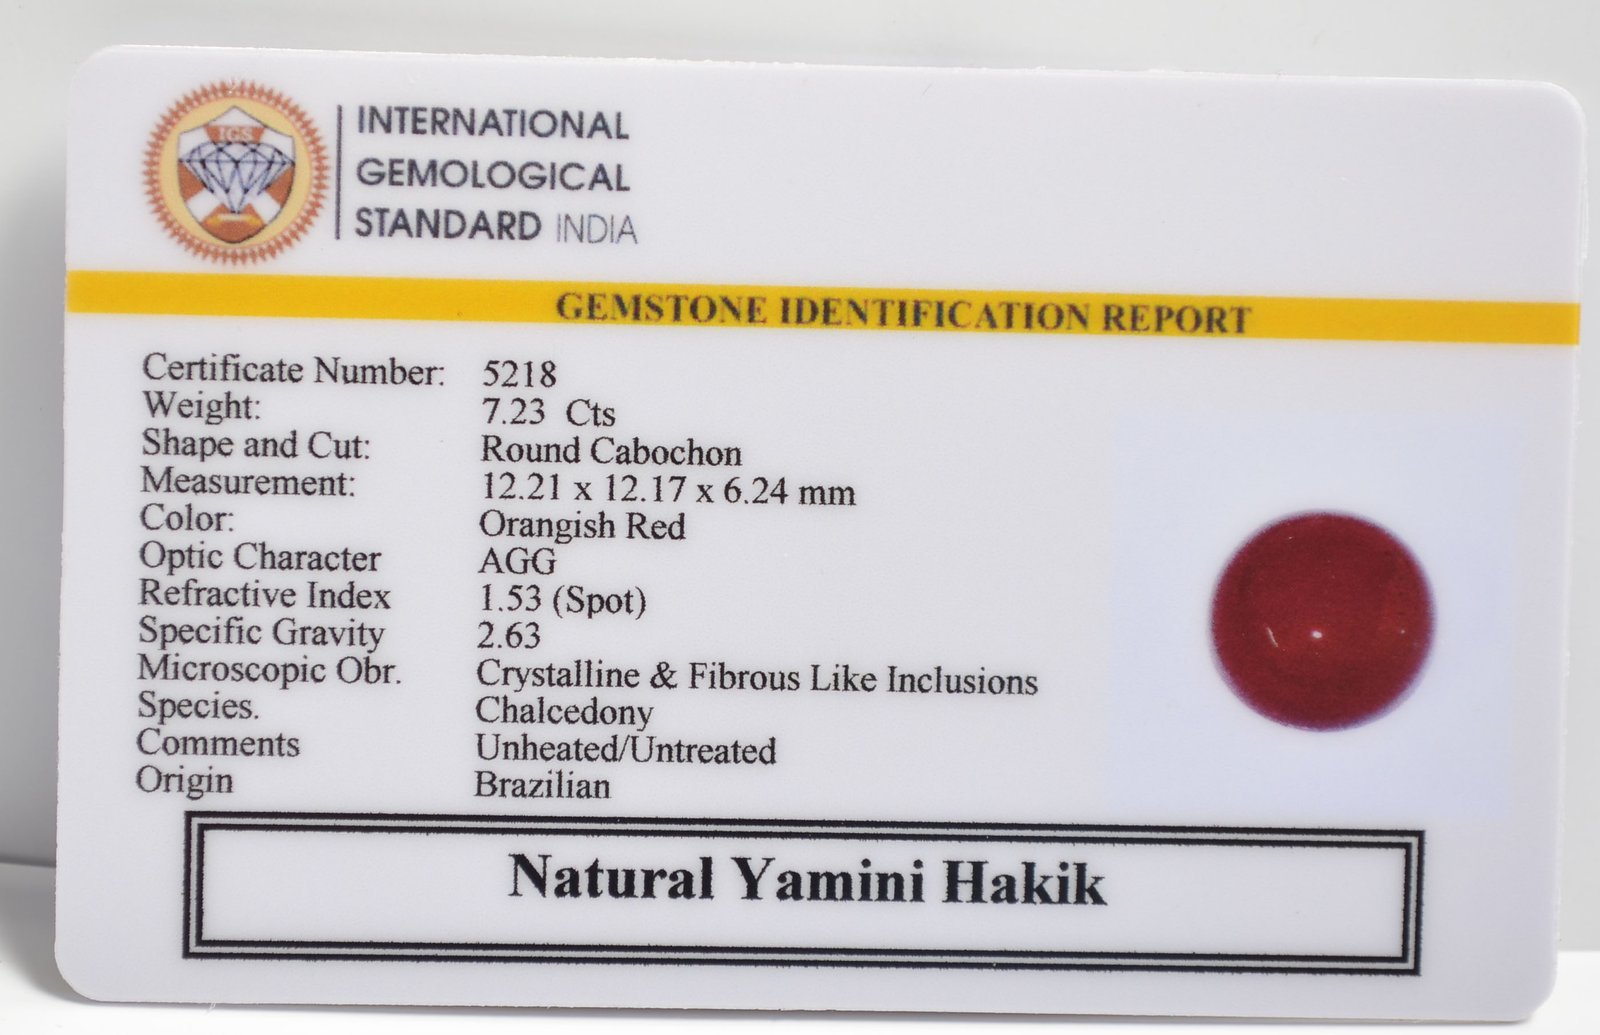 IGS
INTERNATIONAL
GEMOLOGICAL
STANDARD INDIA
GEMSTONE IDENTIFICATION REPORT
Certificate Number: 5218
Weight: 7.23 Cts
Shape and Cut: Round Cabochon
Measurement: 12.21 x 12.17 x 6.24 mm
Color: Orangish Red
Optic Character AGG
Refractive Index 1.53 (Spot)
Specific Gravity 2.63
Microscopic Obr. Crystalline & Fibrous Like Inclusions
Species. Chalcedony
Comments Unheated/Untreated
Origin Brazilian
Natural Yamini Hakik